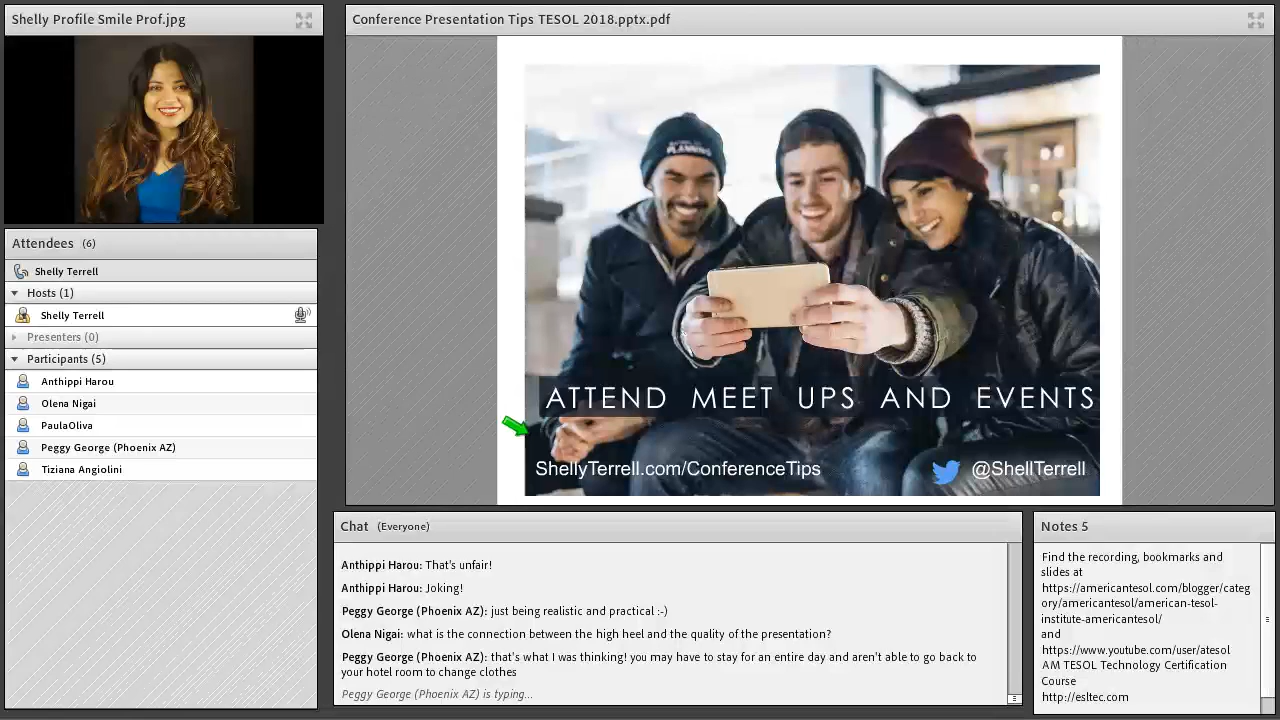 Shelly Profile Smile Prof.jpg
Attendees (6)
Shelly Terrell
Hosts (1)
Shelly Terrell
Presenters (0)
Participants (5)
Anthippi Harou
Olena Nigai
PaulaOliva
Peggy George (Phoenix AZ)
Tiziana Angiolini
Conference Presentation Tips TESOL 2018.pptx.pdf
PLANNING
ATTEND MEET UPS AND EVENTS
ShellyTerrell.com/ConferenceTips
@ShellTerrell
Chat (Everyone)
Anthippi Harou: That's unfair!
Anthippi Harou: Joking!
Peggy George (Phoenix AZ): just being realistic and practical :-)
Olena Nigai: what is the connection between the high heel and the quality of the presentation?
Peggy George (Phoenix AZ): that's what I was thinking! you may have to stay for an entire day and aren't able to go back to
your hotel room to change clothes
Peggy George (Phoenix AZ) is typing...
Notes 5
Find the recording, bookmarks and
slides at
https://americantesol.com/blogger/categ
ory/americantesol/american-tesol-
institute-americantesol/
and
https://www.youtube.com/user/atesol
AM TESOL Technology Certification
Course
http://esltec.com